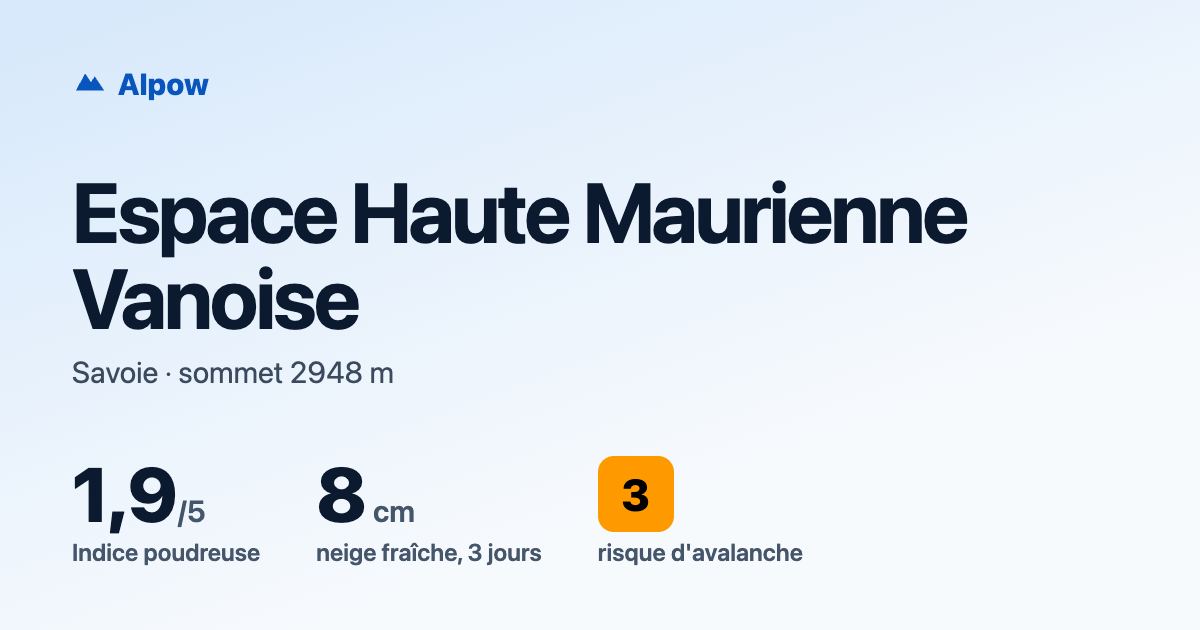 Alpow
Espace Haute Maurienne
Vanoise
Savoie · sommet 2948 m
1,9/5
Indice poudreuse
8 cm
neige fraîche, 3 jours
3
risque d'avalanche